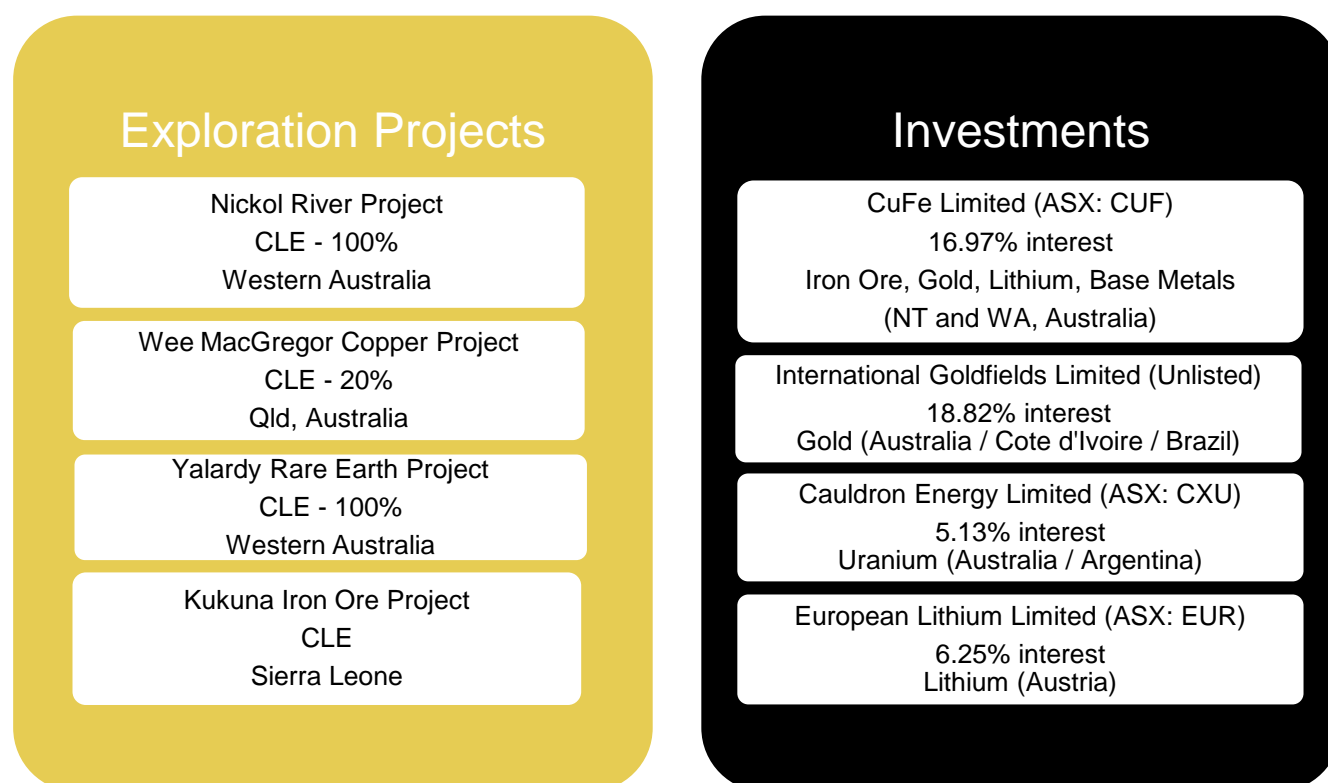 Exploration Projects
Nickol River Project
CLE - 100%
Western Australia
Wee MacGregor Copper Project
CLE - 20%
Qld, Australia
Yalardy Rare Earth Project
CLE - 100%
Western Australia
Kukuna Iron Ore Project
CLE
Sierra Leone
Investments
CuFe Limited (ASX: CUF)
16.97% interest
Iron Ore, Gold, Lithium, Base Metals
(NT and WA, Australia)
International Goldfields Limited (Unlisted)
18.82% interest
Gold (Australia / Cote d'Ivoire / Brazil)
Cauldron Energy Limited (ASX: CXU)
5.13% interest
Uranium (Australia / Argentina)
European Lithium Limited (ASX: EUR)
6.25% interest
Lithium (Austria)